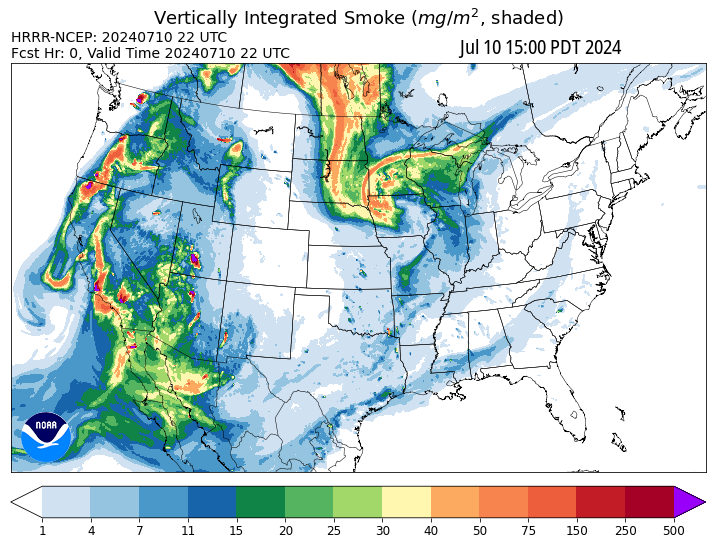 Vertically Integrated Smoke (mg/m², shaded)
HRRR-NCEP: 20240710 22 UTC
Fcst Hr: 0, Valid Time 20240710 22 UTC
Jul 10 15:00 PDT 2024
NOAA
1 4 7 11 15 20 25 30 40 50 75 150 250 500